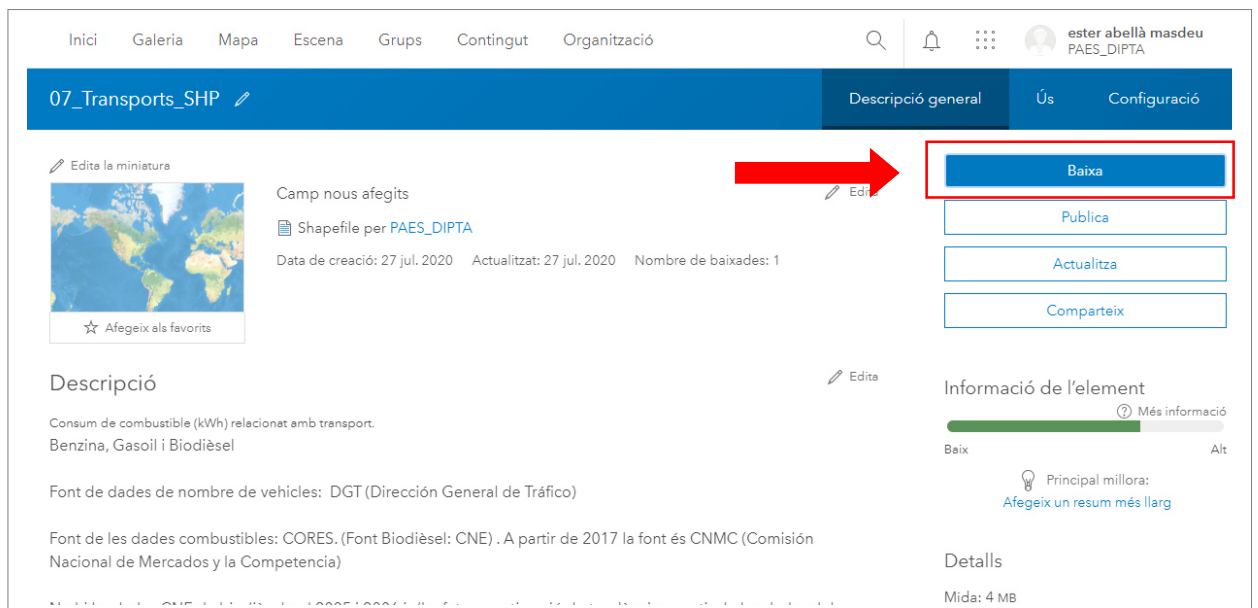 Inici Galeria Mapa Escena Grups Contingut Organització
ester abellà masdeu
PAES_DIPTA
07_Transports_SHP
Descripció general Ús Configuració
Edita la miniatura
Afegeix als favorits
Camp nous afegits
Edita
Shapefile per PAES_DIPTA
Data de creació: 27 jul. 2020 Actualitzat: 27 jul. 2020 Nombre de baixades: 1
Baixa
Publica
Actualitza
Comparteix
Descripció
Edita
Consum de combustible (kWh) relacionat amb transport.
Benzina, Gasoil i Biodièsel
Font de dades de nombre de vehicles: DGT (Dirección General de Tráfico)
Font de les dades combustibles: CORES. (Font Biodièsel: CNE) . A partir de 2017 la font és CNMC (Comisión
Nacional de Mercados y la Competencia)
Informació de l'element
Més informació
Baix Alt
Principal millora:
Afegeix un resum més llarg
Detalls
Mida: 4 MB